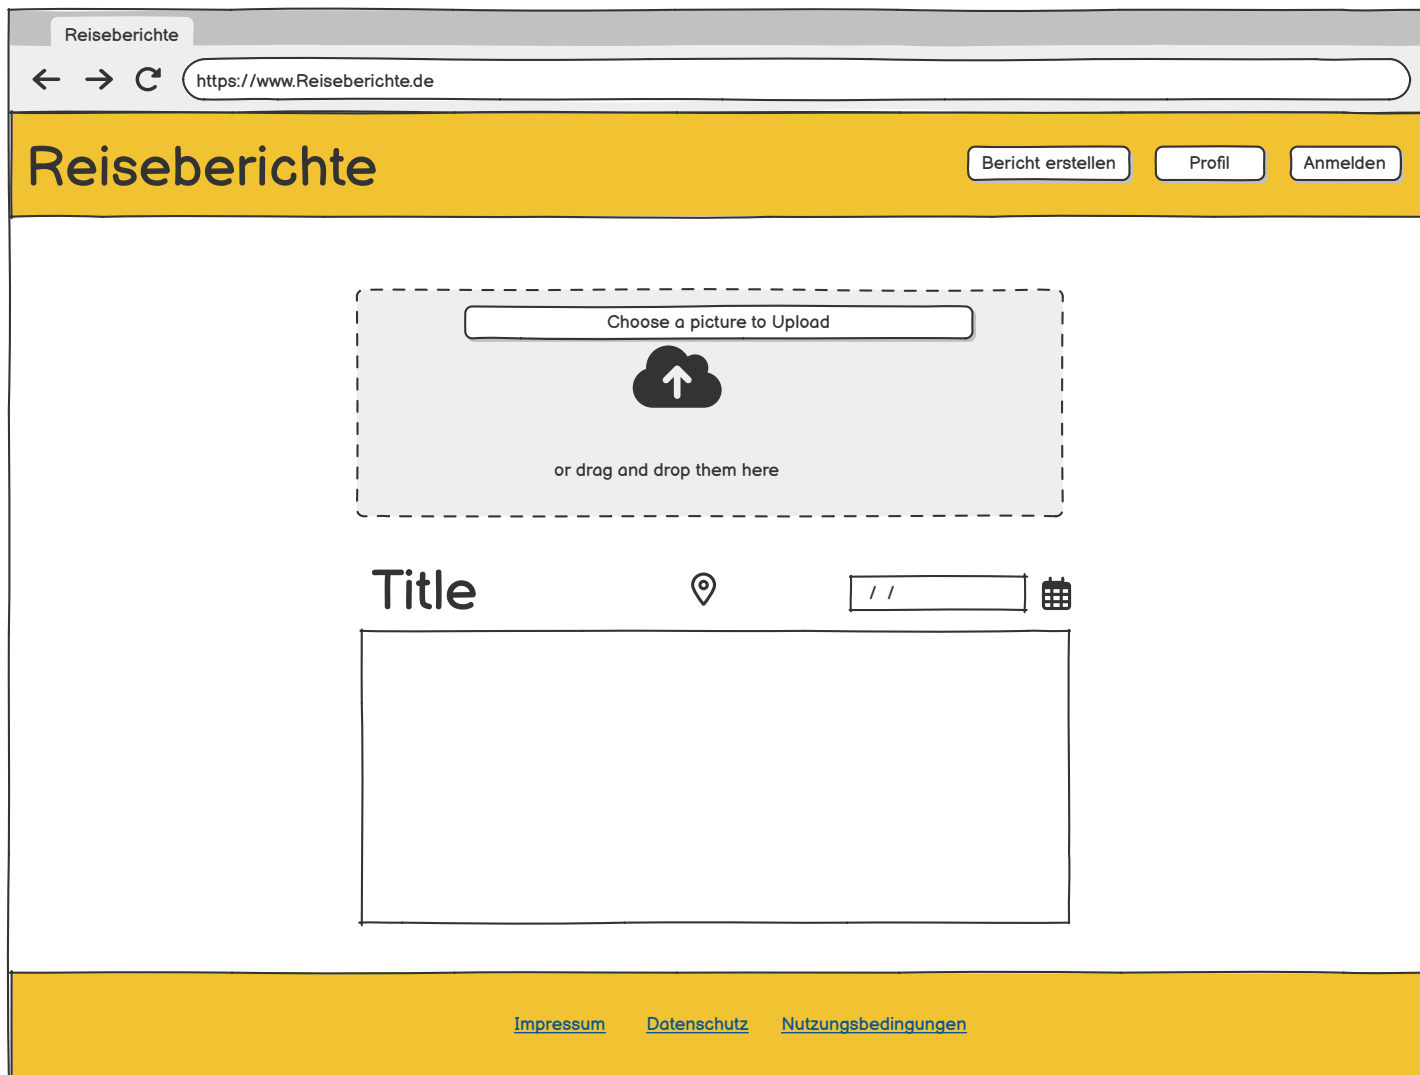 Reiseberichte
https://www.Reiseberichte.de
Reiseberichte
Bericht erstellen
Profil
Anmelden
Choose a picture to Upload
or drag and drop them here
Title
/ /
Impressum
Datenschutz
Nutzungsbedingungen